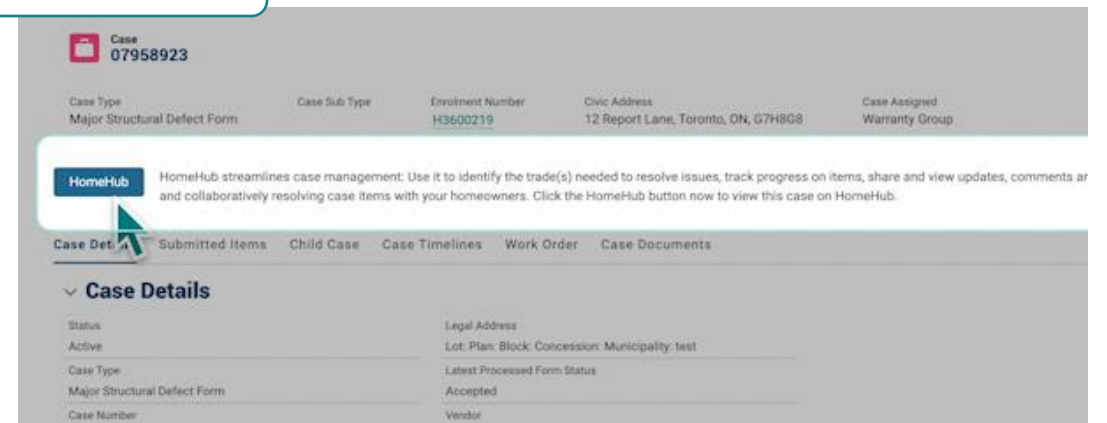 Case
07958923
Case Type Case Sub Type Enrolment Number Civic Address Case Assigned
Major Structural Defect Form H3600219 12 Report Lane, Toronto, ON, G7H8G8 Warranty Group
HomeHub
HomeHub streamlines case management: Use it to identify the trade(s) needed to resolve issues, track progress on items, share and view updates, comments
and collaboratively resolving case items with your homeowners. Click the HomeHub button now to view this case on HomeHub.
Case Submitted Items Child Case Case Timelines Work Order Case Documents
Case Details
Status Legal Address
Active Lot: Plan: Block: Concession: Municipality: test
Case Type Latest Processed Form Status
Major Structural Defect Form Accepted
Case Number Vendor